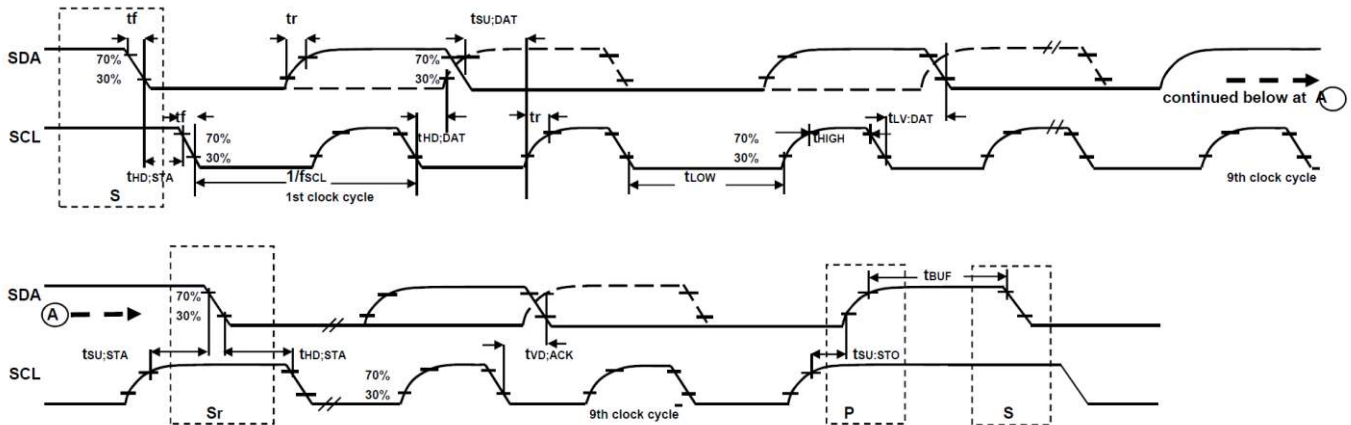 tf tr tSU;DAT
SDA 70% 70%
30% 30%
continued below at A
tf tHD;DAT tr tHIGH tLV:DAT
SCL 70% 70%
30% 30%
tHD;STA 1/fSCL tLOW
S 1st clock cycle 9th clock cycle
tBUF
SDA 70%
A 30%
tSU;STA tHD;STA tVD;ACK tSU:STO
SCL 70%
30%
Sr 9th clock cycle P S